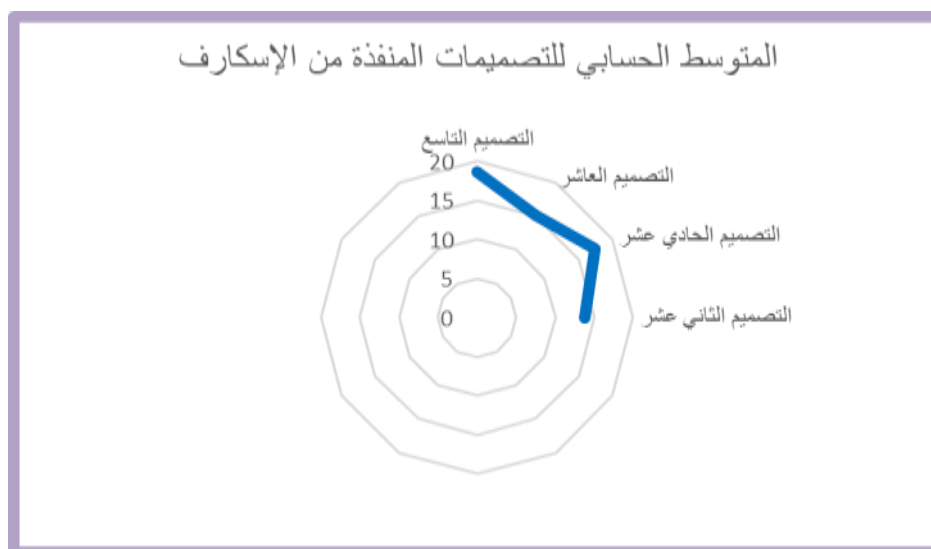 المتوسط الحسابي للتصميمات المنفذة من الإسكارف
التصميم التاسع
التصميم العاشر
التصميم الحادي عشر
التصميم الثاني عشر
20
15
10
5
0